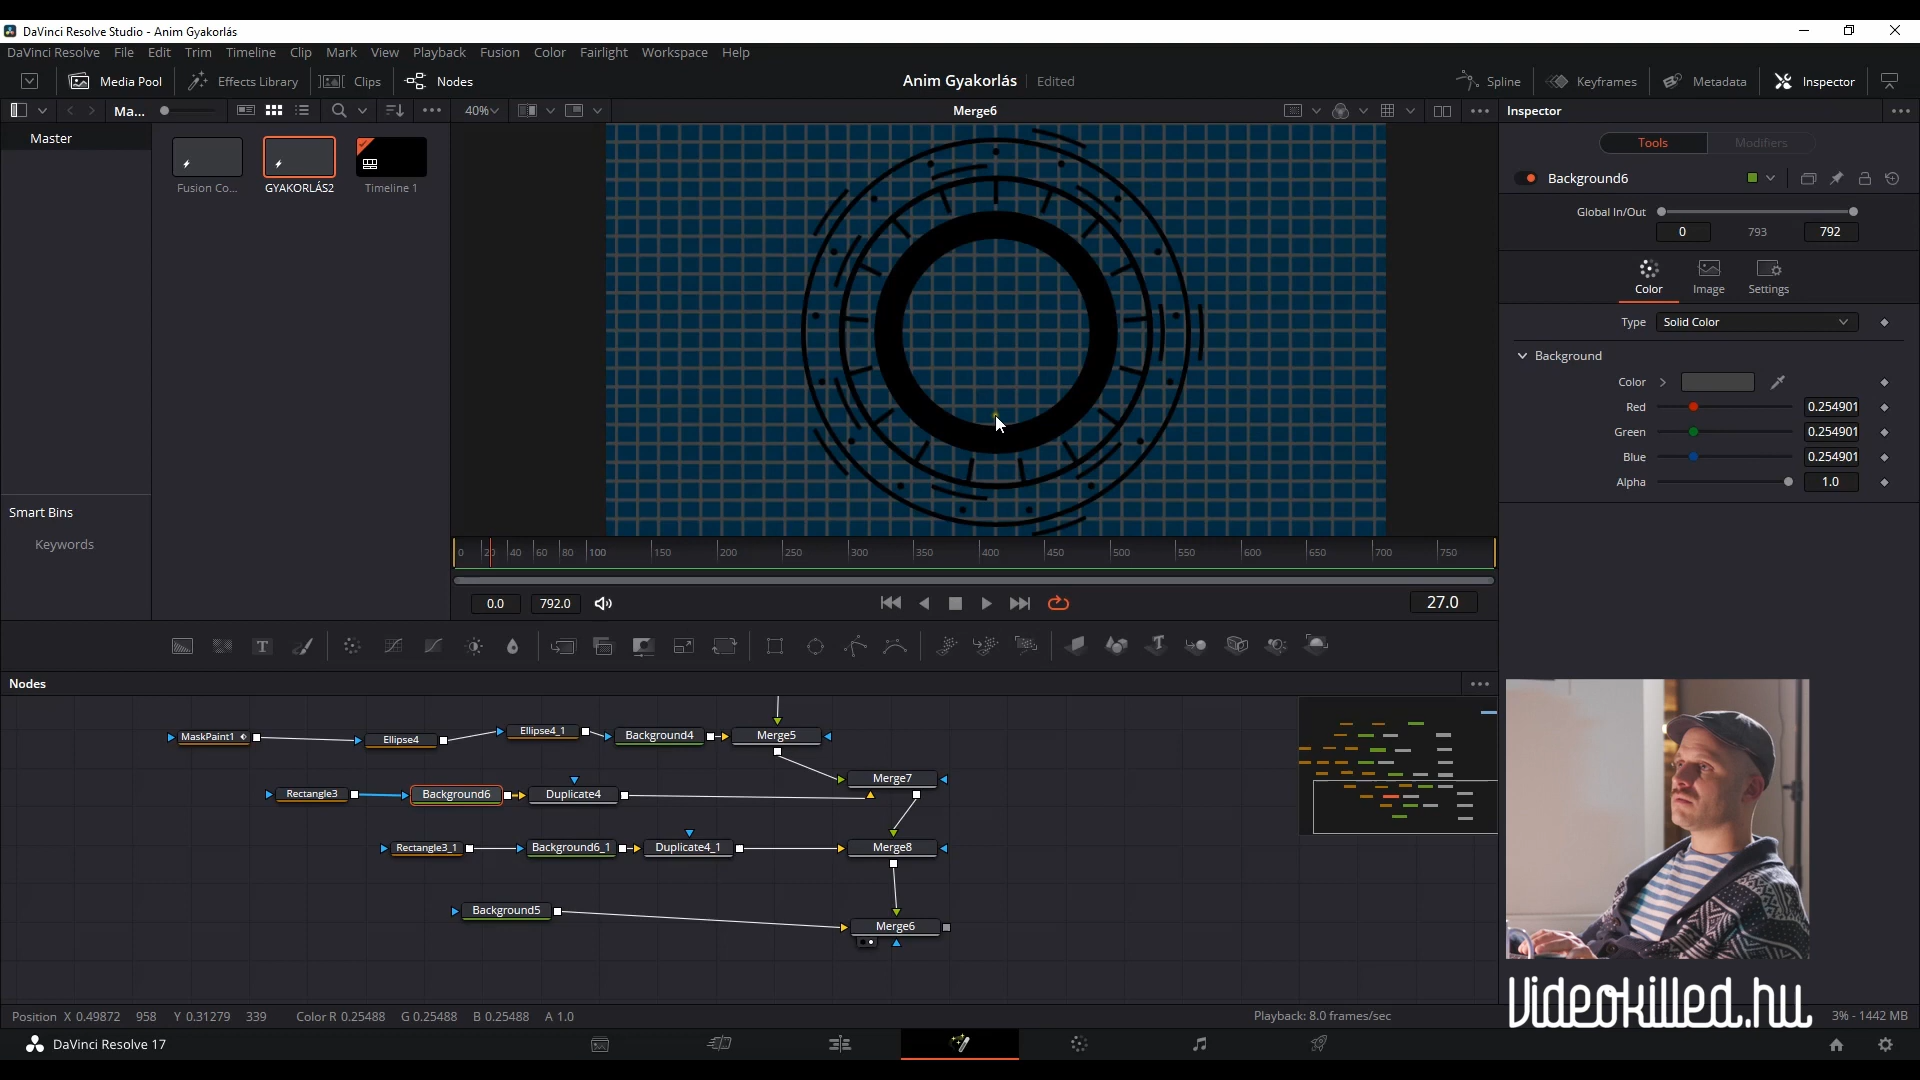 DaVinci Resolve Studio - Anim Gyakorlás
DaVinci Resolve File Edit Trim Timeline Clip Mark View Playback Fusion Color Fairlight Workspace Help
Media Pool Effects Library Clips Nodes Anim Gyakorlás Edited Spline Keyframes Metadata Inspector
Ma... 40% Merge6 Inspector
Master
Fusion Co... GYAKORLÁS2 Timeline 1
Tools Modifiers
Background6
Global In/Out
0 793 792
Color Image Settings
Type Solid Color
Background
Color
Red 0.254901
Green 0.254901
Blue 0.254901
Alpha 1.0
Smart Bins
Keywords
0 20 40 60 80 100 150 200 250 300 350 400 450 500 550 600 650 700 750
0.0 792.0 27.0
Nodes
MaskPaint1 Ellipse4 Ellipse4_1 Background4 Merge5
Merge7
Rectangle3 Background6 Duplicate4
Rectangle3_1 Background6_1 Duplicate4_1 Merge8
Background5 Merge6
Videokilled.hu
Position X 0.49872 958 Y 0.31279 339 Color R 0.25488 G 0.25488 B 0.25488 A 1.0 Playback: 8.0 frames/sec 3% - 1442 MB
DaVinci Resolve 17